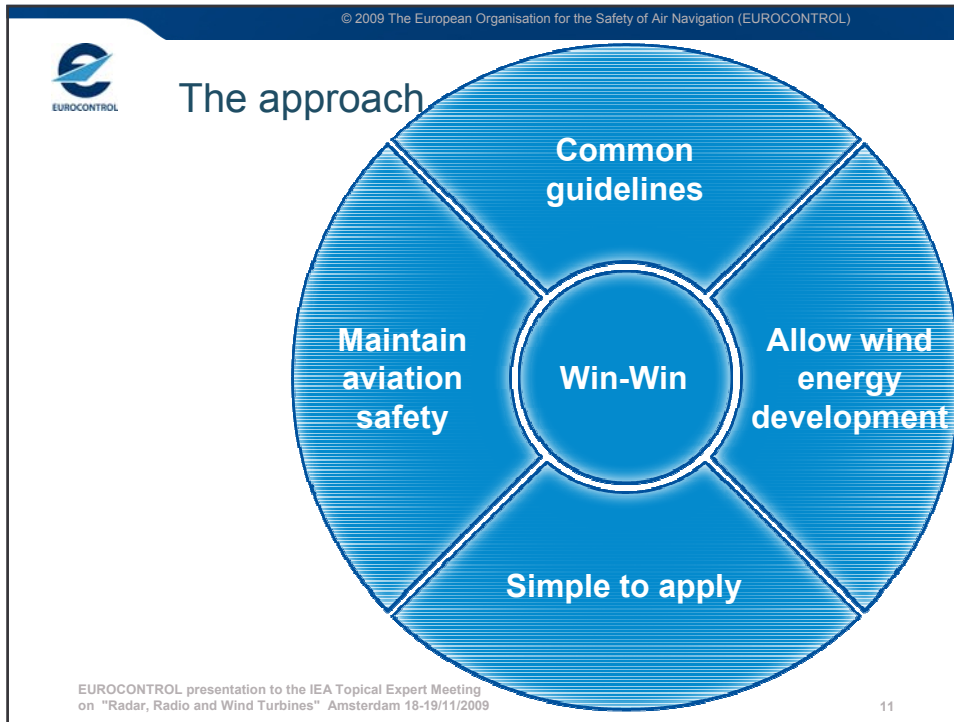 © 2009 The European Organisation for the Safety of Air Navigation (EUROCONTROL)
EUROCONTROL
The approach
Common
guidelines
Maintain
aviation
safety
Win-Win
Allow wind
energy
development
Simple to apply
EUROCONTROL presentation to the IEA Topical Expert Meeting
on "Radar, Radio and Wind Turbines" Amsterdam 18-19/11/2009
11